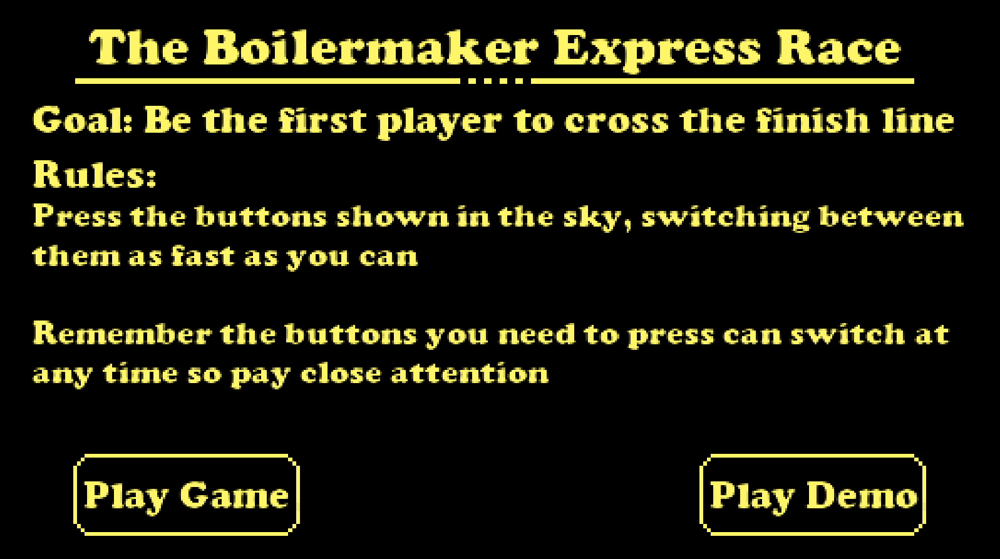 The Boilermaker Express Race
Goal: Be the first player to cross the finish line
Rules:
Press the buttons shown in the sky, switching between
them as fast as you can
Remember the buttons you need to press can switch at
any time so pay close attention
Play Game
Play Demo